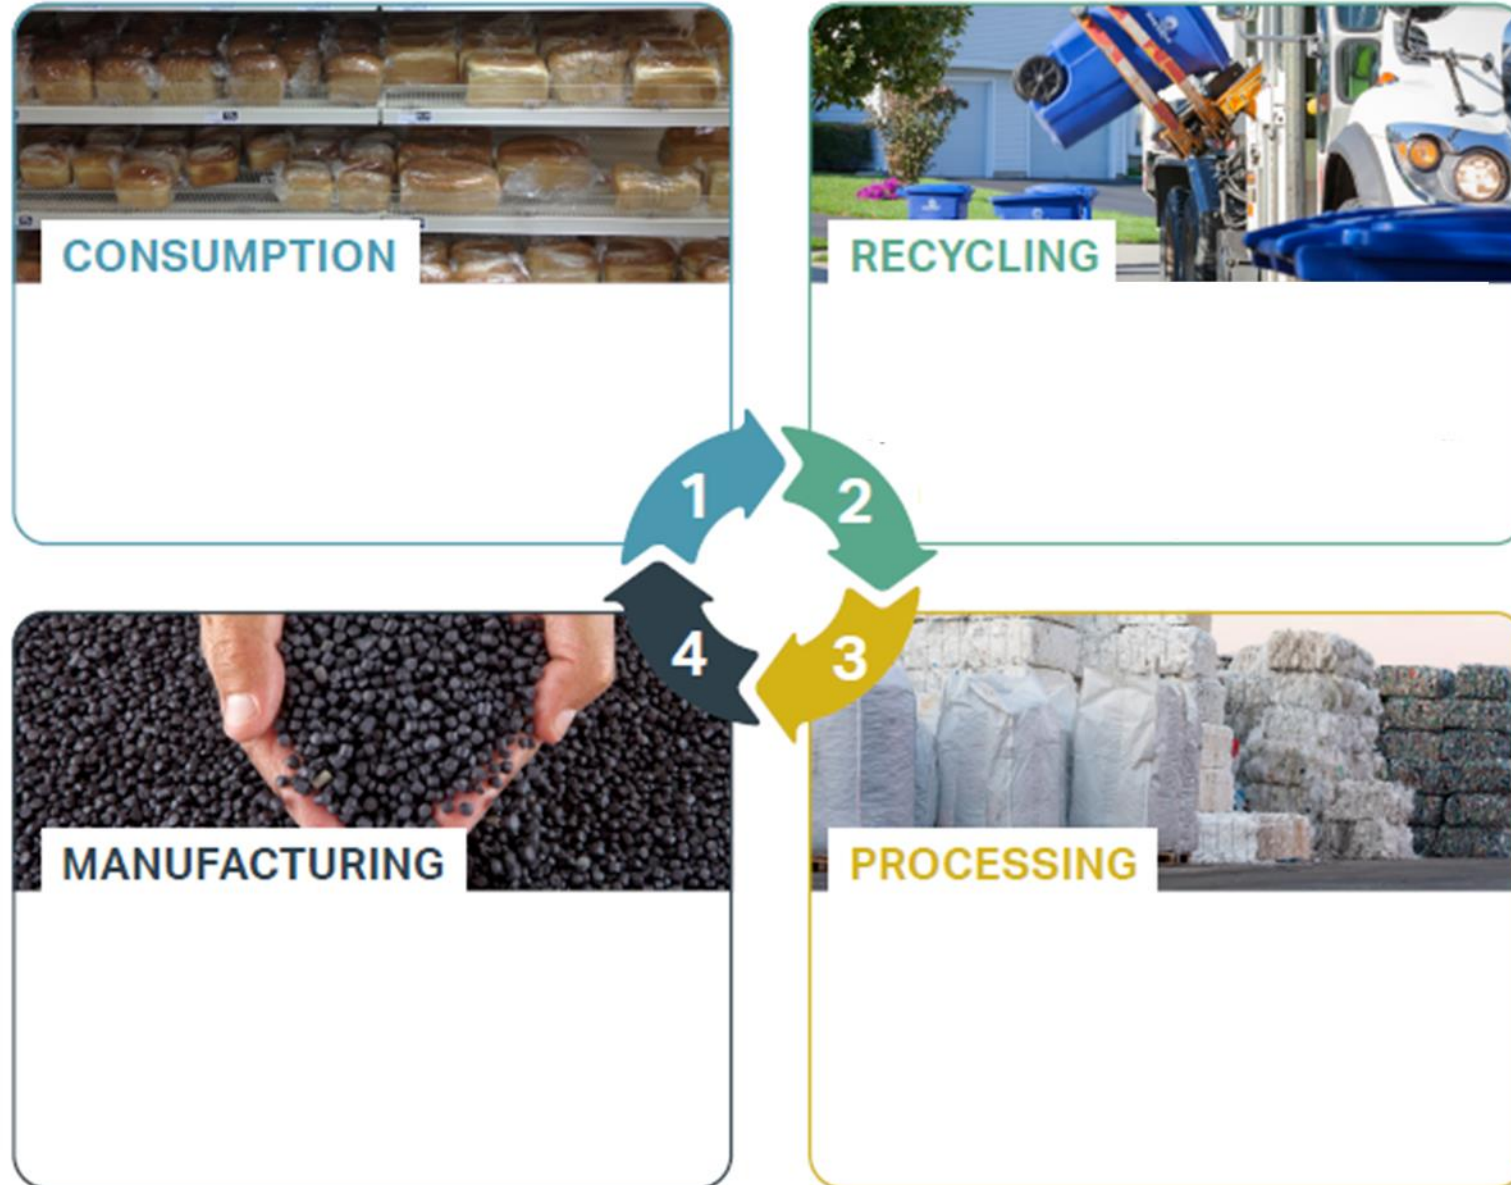 CONSUMPTION
RECYCLING
1
2
4
3
MANUFACTURING
PROCESSING